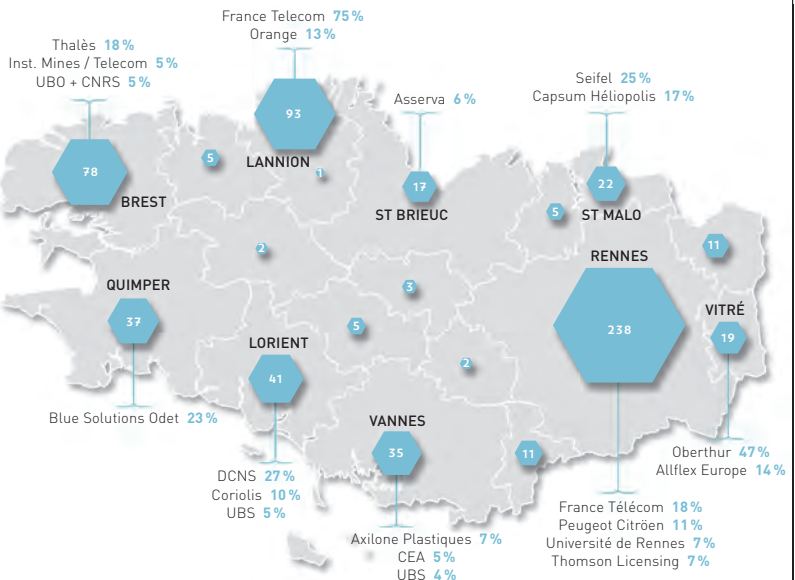 France Telecom 75%
Orange 13%
Thalès 18%
Inst. Mines / Telecom 5%
UBO + CNRS 5%
Seifel 25%
Capsum Héliopolis 17%
Asserva 6%
93
5
LANNION
1
78
BREST
17
ST BRIEUC
22
ST MALO
5
11
2
RENNES
QUIMPER
3
37
5
238
VITRÉ
19
LORIENT
41
2
Blue Solutions Odet 23%
VANNES
35
11
Oberthur 47%
Allflex Europe 14%
DCNS 27%
Coriolis 10%
UBS 5%
France Télécom 18%
Peugeot Citröen 11%
Université de Rennes 7%
Thomson Licensing 7%
Axilone Plastiques 7%
CEA 5%
UBS 4%